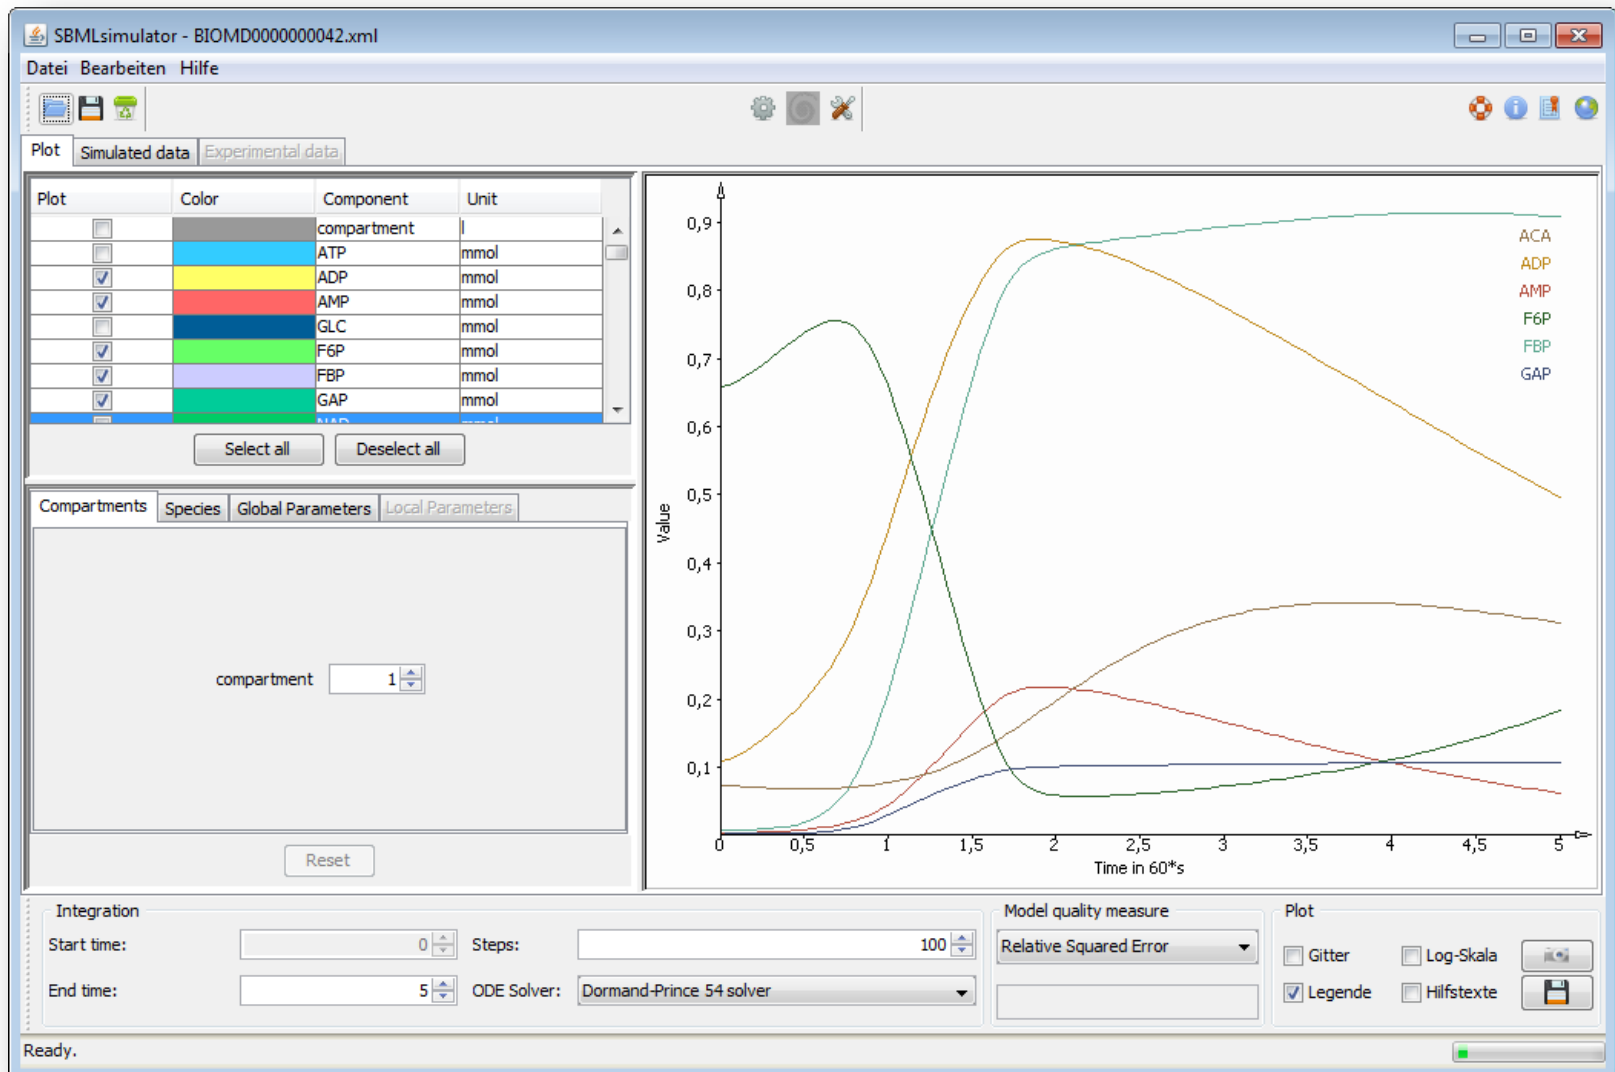 SBMLsimulator - BIOMD0000000042.xml
Datei Bearbeiten Hilfe
Plot Simulated data Experimental data
Plot Color Component Unit
compartment l
ATP mmol
ADP mmol
AMP mmol
GLC mmol
F6P mmol
FBP mmol
GAP mmol
NAD mmol
Select all Deselect all
Compartments Species Global Parameters Local Parameters
compartment 1
Reset
Value
0,9
0,8
0,7
0,6
0,5
0,4
0,3
0,2
0,1
0 0,5 1 1,5 2 2,5 3 3,5 4 4,5 5
Time in 60*s
ACA
ADP
AMP
F6P
FBP
GAP
Integration
Start time: 0 Steps: 100
End time: 5 ODE Solver: Dormand-Prince 54 solver
Model quality measure
Relative Squared Error
Plot
Gitter Log-Skala
Legende Hilfstexte
Ready.